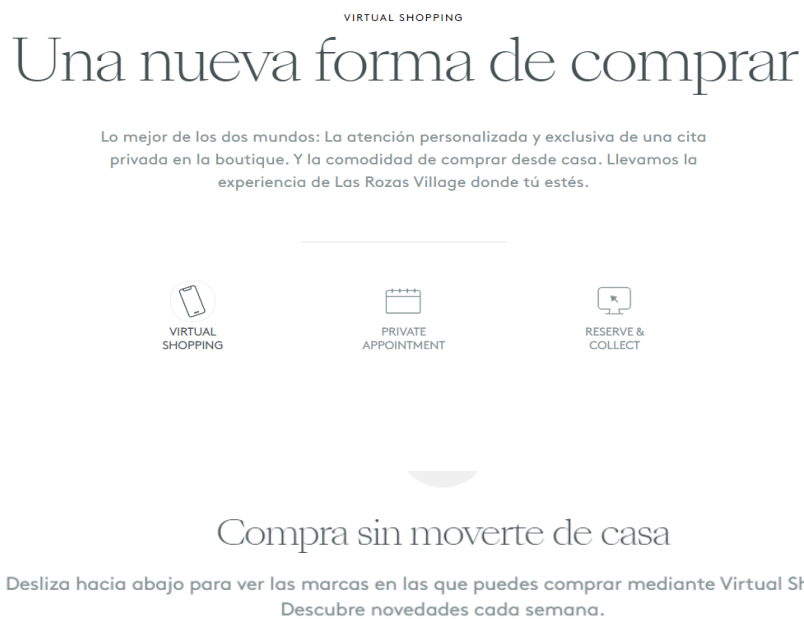 VIRTUAL SHOPPING
Una nueva forma de comprar
Lo mejor de los dos mundos: La atención personalizada y exclusiva de una cita
privada en la boutique. Y la comodidad de comprar desde casa. Llevamos la
experiencia de Las Rozas Village donde tú estés.
VIRTUAL
SHOPPING
PRIVATE
APPOINTMENT
RESERVE &
COLLECT
Compra sin moverte de casa
Desliza hacia abajo para ver las marcas en las que puedes comprar mediante Virtual
Descubre novedades cada semana.